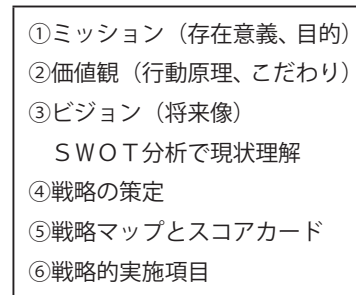 ①ミッション（存在意義、目的）
②価値観（行動原理、こだわり）
③ビジョン（将来像）
ＳＷＯＴ分析で現状理解
④戦略の策定
⑤戦略マップとスコアカード
⑥戦略的実施項目